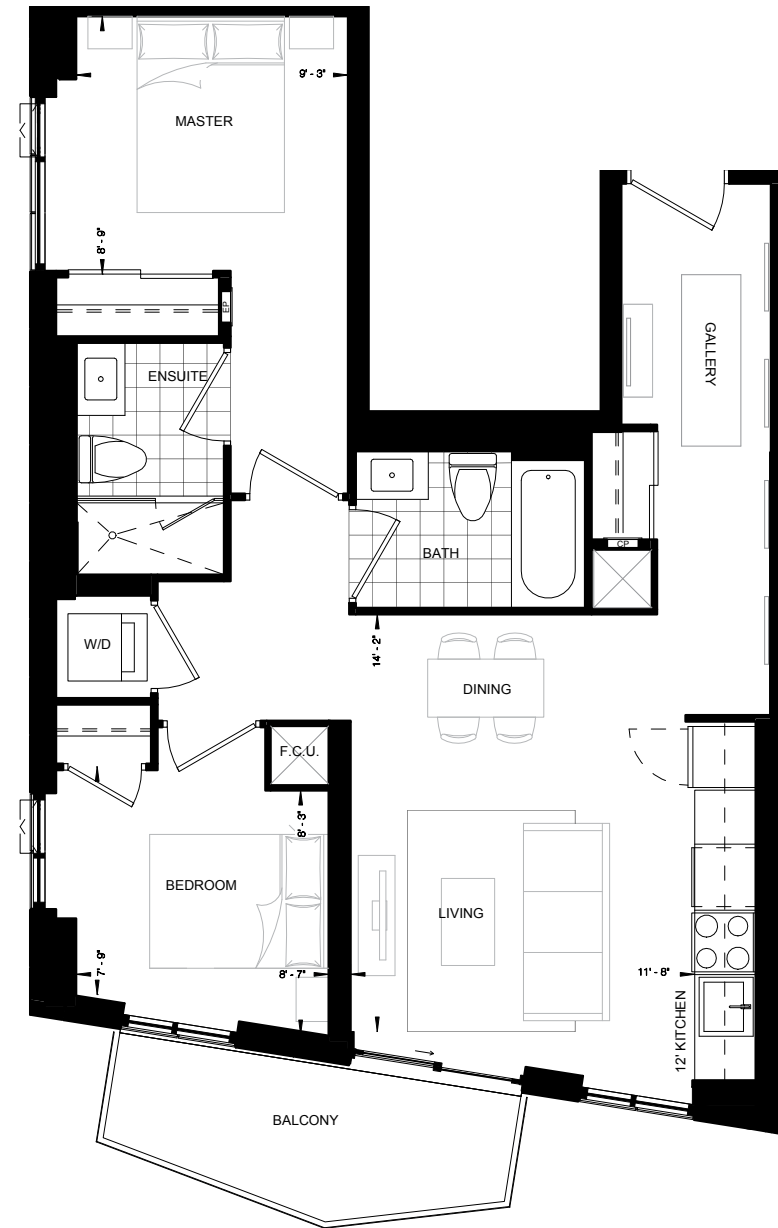 9' - 3"
MASTER
8' - 9"
EP
ENSUITE
GALLERY
CP
BATH
W/D
14' - 2"
DINING
F.C.U.
8' - 3"
BEDROOM
LIVING
7' - 9"
8' - 7"
11' - 8"
12' KITCHEN
BALCONY